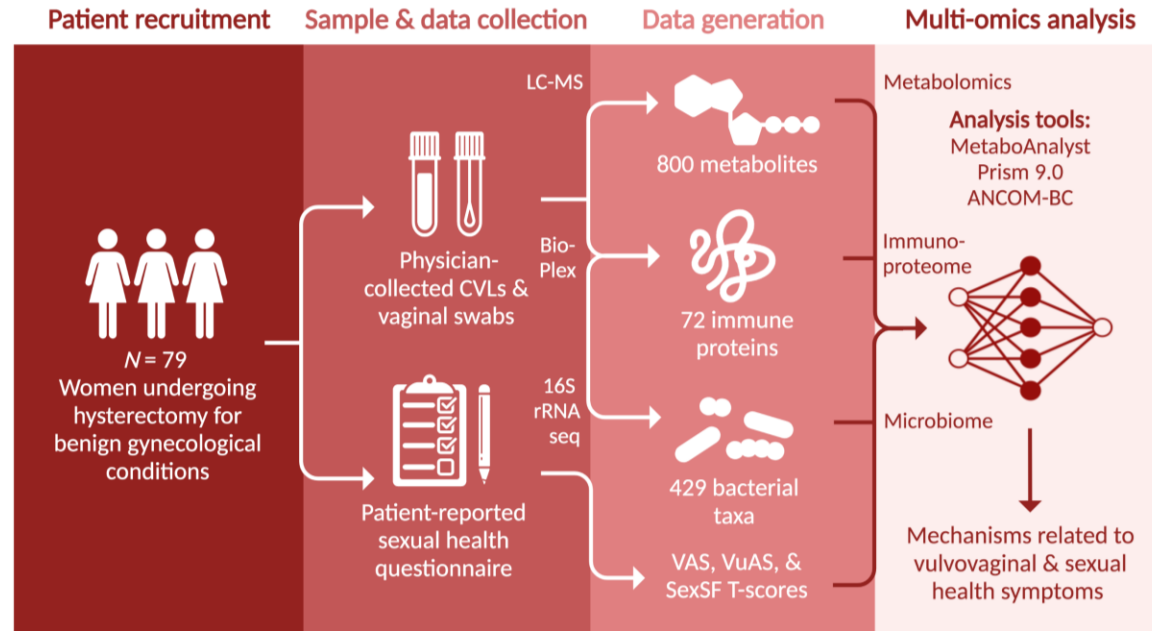 Patient recruitment
Sample & data collection
Data generation
Multi-omics analysis
N = 79
Women undergoing
hysterectomy for
benign gynecological
conditions
Physician-
collected CVLs &
vaginal swabs
Patient-reported
sexual health
questionnaire
LC-MS
Bio-
Plex
16S
rRNA
seq
800 metabolites
72 immune
proteins
429 bacterial
taxa
VAS, VuAS, &
SexSF T-scores
Metabolomics
Analysis tools:
MetaboAnalyst
Prism 9.0
ANCOM-BC
Immuno-
proteome
Microbiome
Mechanisms related to
vulvovaginal & sexual
health symptoms